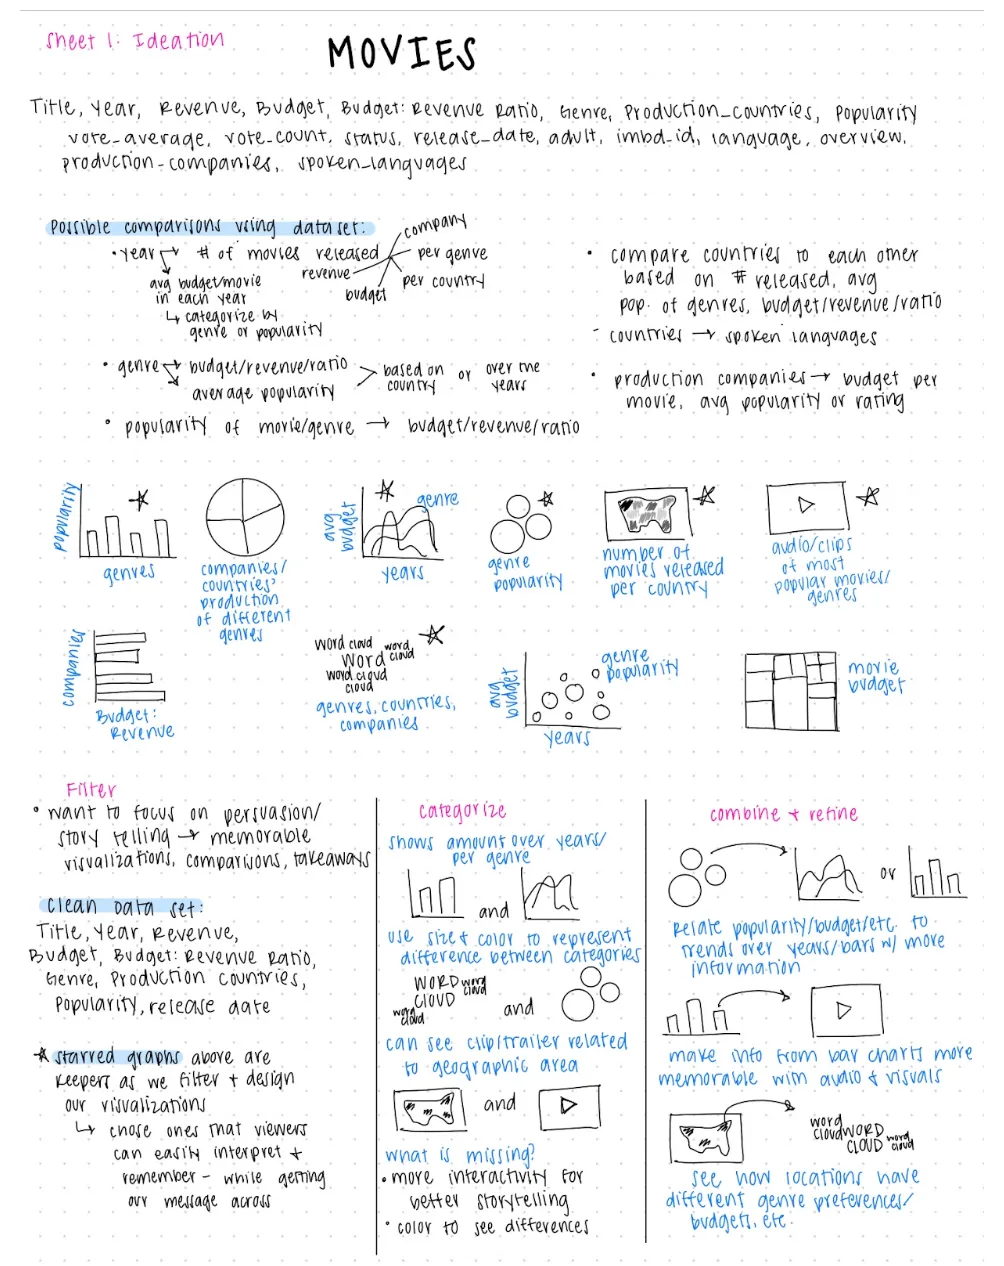 Sheet 1: Ideation
MOVIES
Title, Year, Revenue, Budget, Budget: Revenue Ratio, Genre, Production_countries, Popularity
vote_average, vote_count, status, release_date, adult, imbd_id, language, overview,
production_companies, spoken_languages
Possible comparisons using dataset:
• year → # of movies released
company
per genre
per country
revenue
budget
avg budget/movie
in each year
↳ categorize by
genre or popularity
• genre → budget/revenue/ratio
average popularity
> based on
country
or over the
years
• popularity of movie/genre → budget/revenue/ratio
• compare countries to each other
based on # released, avg
pop. of genres, budget/revenue/ratio
- countries → spoken languages
• production companies → budget per
movie, avg popularity or rating
popularity
genres
companies/
countries'
production
of different
genres
avg
budget
genre
years
genre
popularity
number of
movies released
per country
audio/clips
of most
popular movies/
genres
companies
Budget:
Revenue
word cloud word
word cloud
word cloud
cloud
genres, countries,
companies
avg
budget
genre
popularity
years
movie
budget
Filter
• want to focus on persuasion/
story telling → memorable
visualizations, comparisons, takeaways
Clean Data set:
Title, Year, Revenue,
Budget, Budget: Revenue Ratio,
Genre, Production Countries,
Popularity, release date
starred graphs above are
keepers as we filter + design
our visualizations
↳ chose ones that viewers
can easily interpret +
remember - while getting
our message across
categorize
shows amount over years/
per genre
and
use size + color to represent
difference between categories
WORD word
CLOUD cloud
word
cloud
and
can see clip/trailer related
to geographic area
and
what is missing?
• more interactivity for
better storytelling
• color to see differences
combine + refine
or
Relate popularity/budget/etc. to
trends over years/bars w/ more
information
make info from bar charts more
memorable with audio + visuals
word
cloud WORD word
CLOUD cloud
see how locations have
different genre preferences/
budgets, etc.